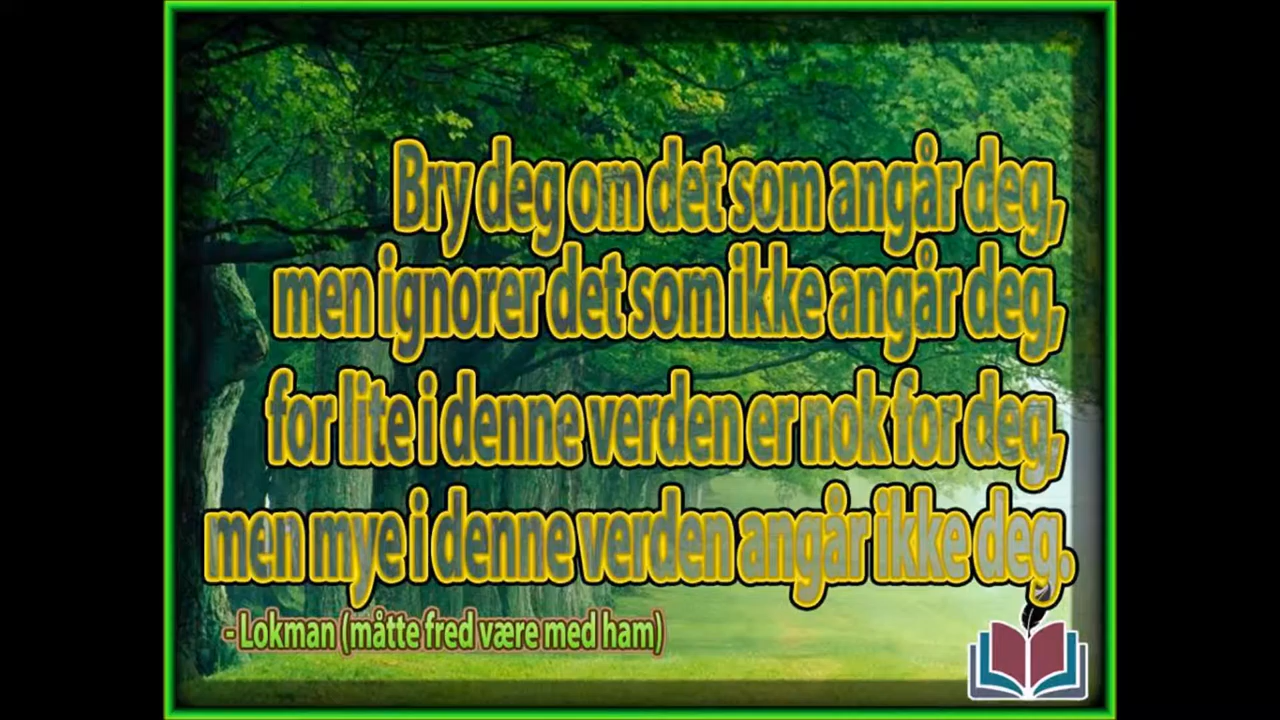 Bry deg om det som angår deg,
men ignorer det som ikke angår deg,
for lite i denne verden er nok for deg,
men mye i denne verden angår ikke deg.
- Lokman (måtte fred være med ham)